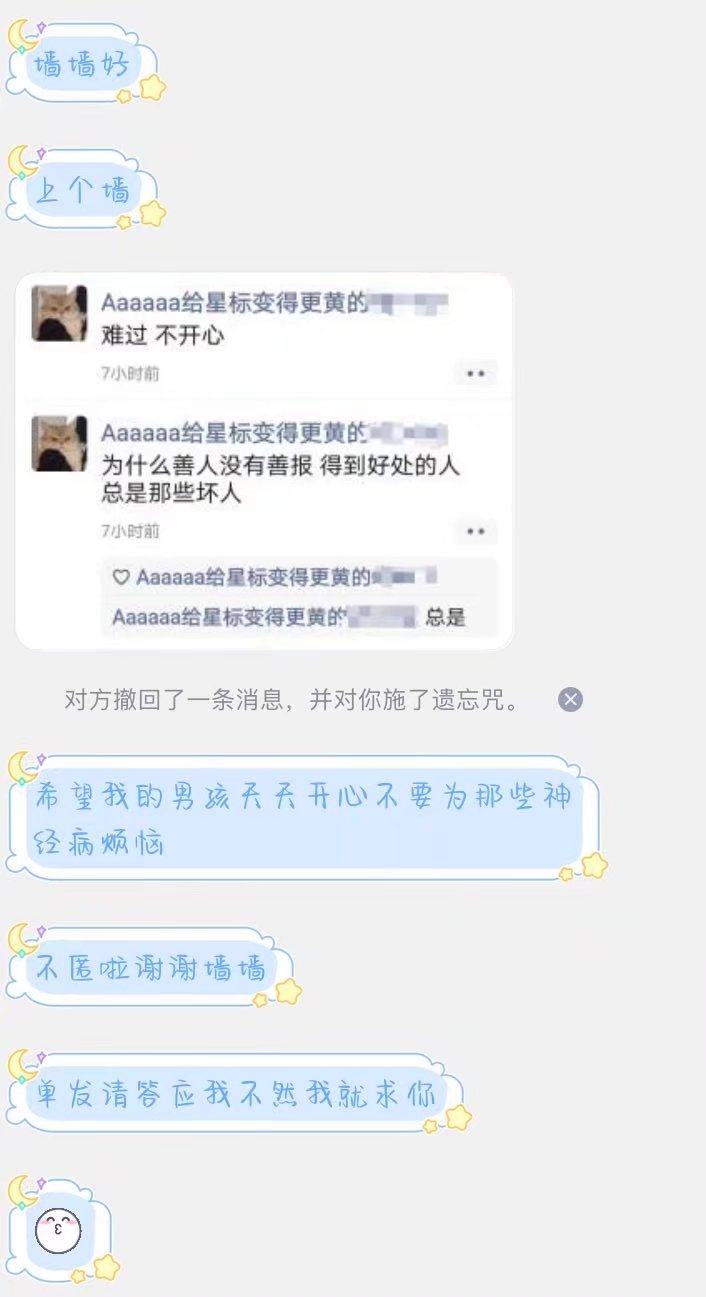 墙墙好
上个墙
Aaaaaa给星标变得更黄的
难过 不开心
7小时前
Aaaaaa给星标变得更黄的
为什么善人没有善报 得到好处的人
总是那些坏人
7小时前
Aaaaaa给星标变得更黄的
Aaaaaa给星标变得更黄的 总是
对方撤回了一条消息，并对你施了遗忘咒。
希望我的男孩天天开心不要为那些神
经病烦恼
不匿啦谢谢墙墙
单发请答应我不然我就求你